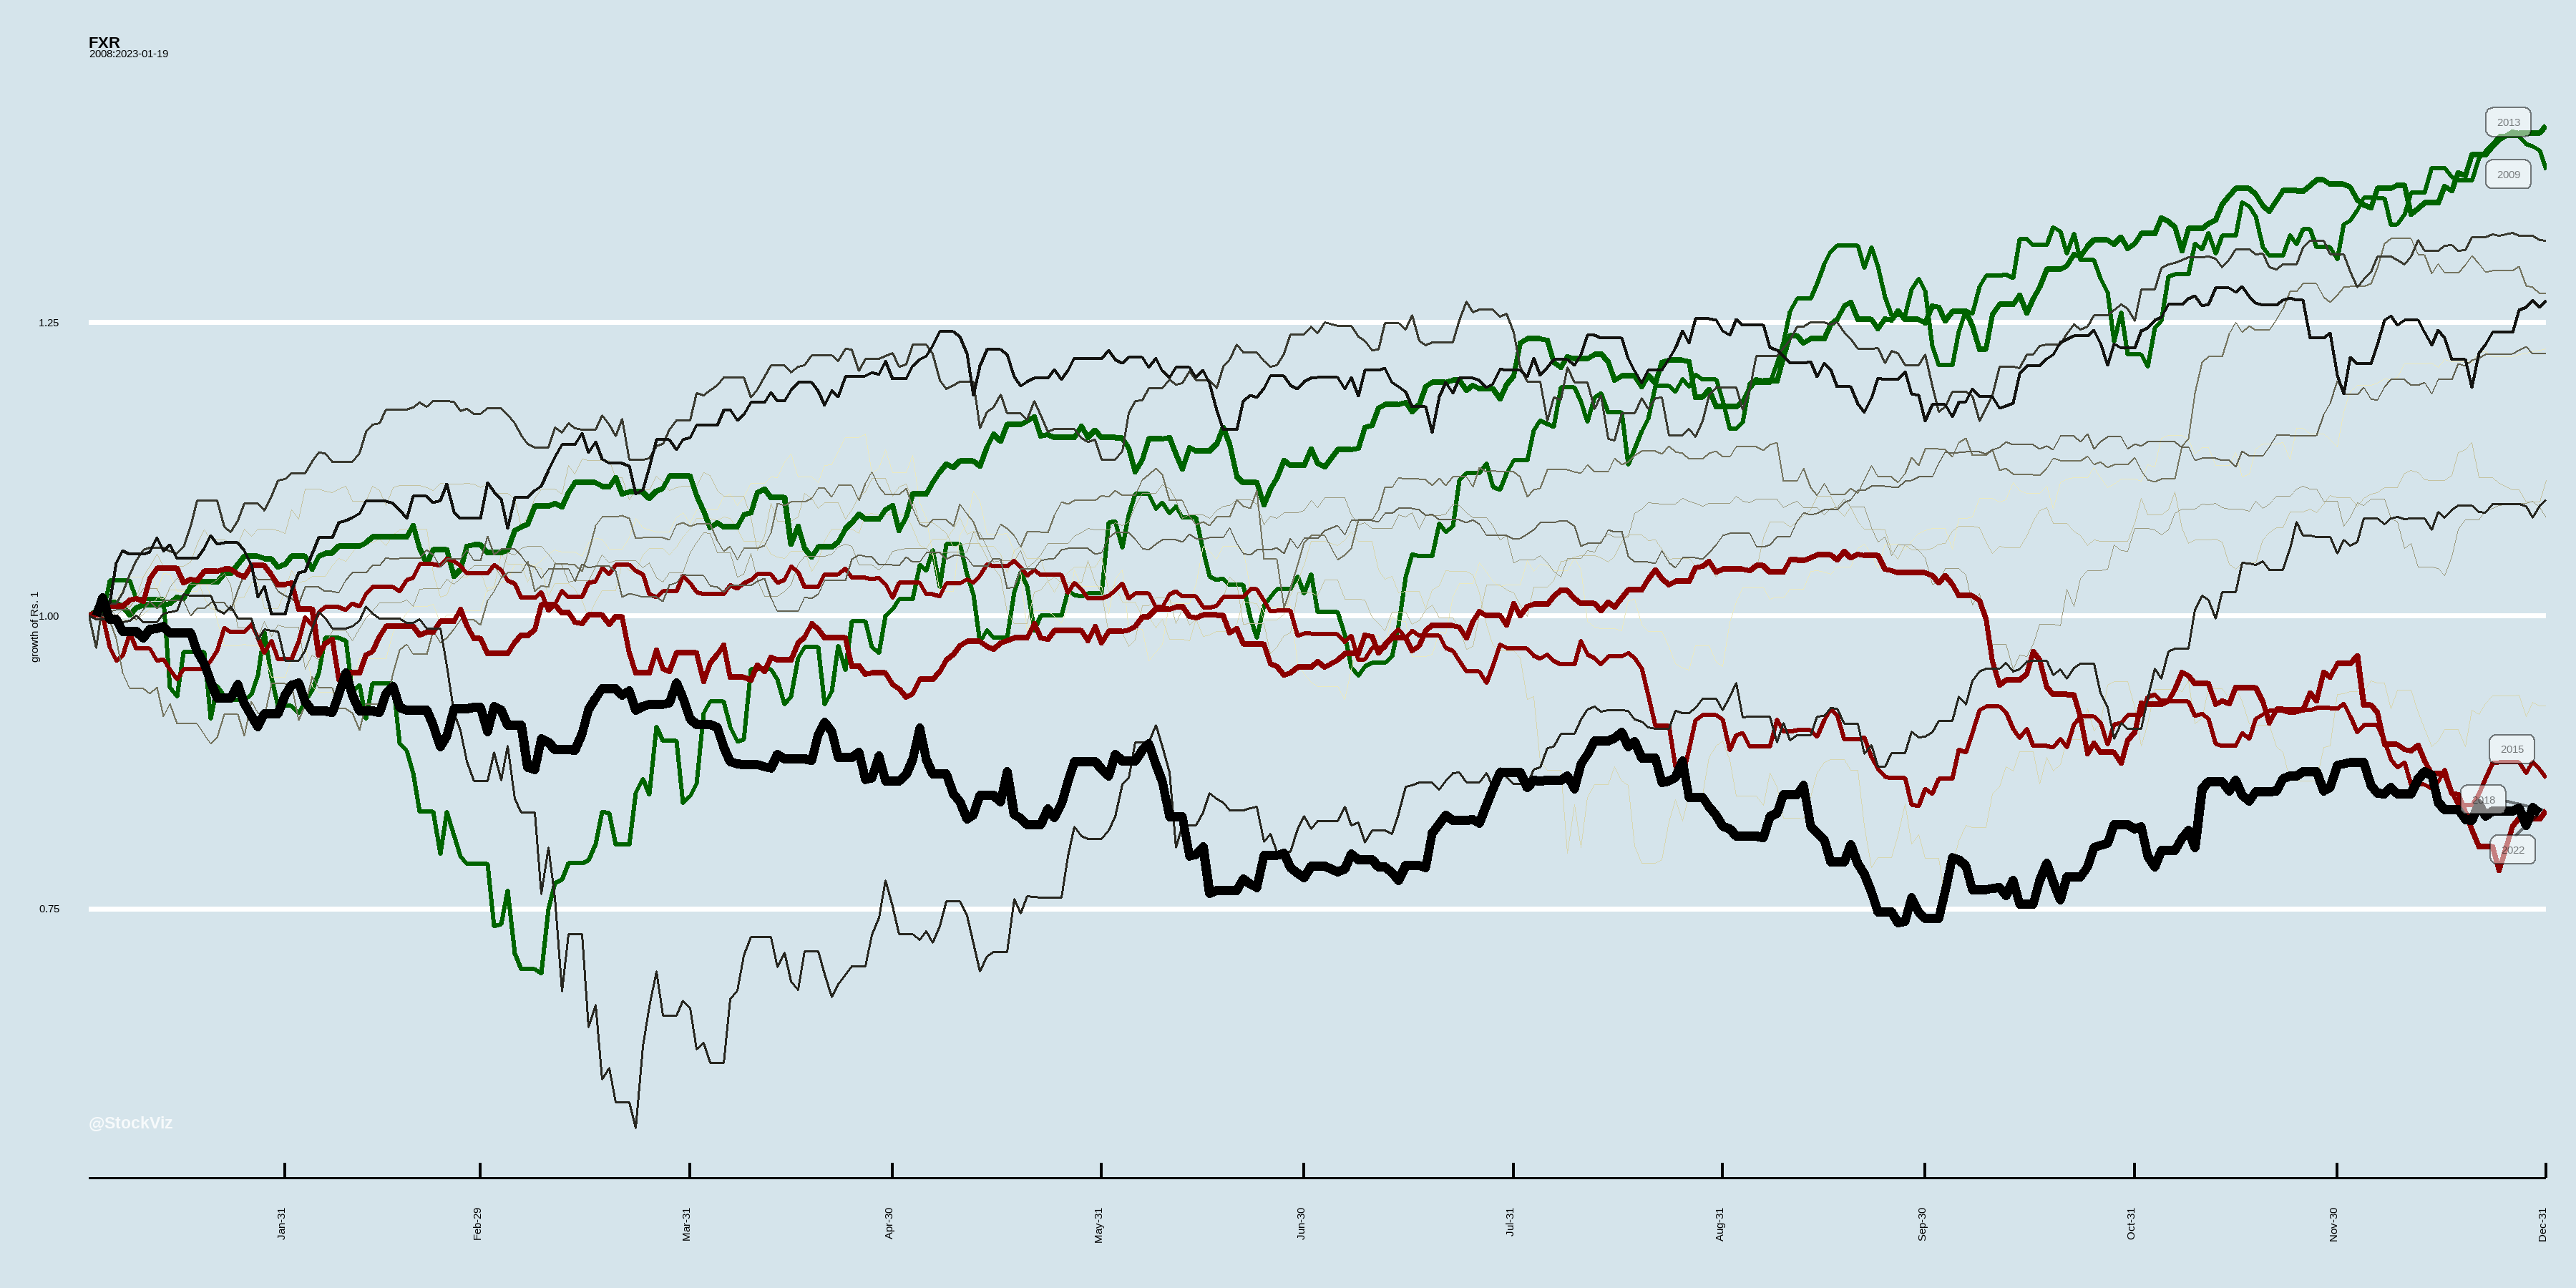 FXR
2008:2023-01-19
2013
2009
1.25
1.00
growth of Rs. 1
2015
2018
2022
0.75
@StockViz
Jan-31
Feb-29
Mar-31
Apr-30
May-31
Jun-30
Jul-31
Aug-31
Sep-30
Oct-31
Nov-30
Dec-31